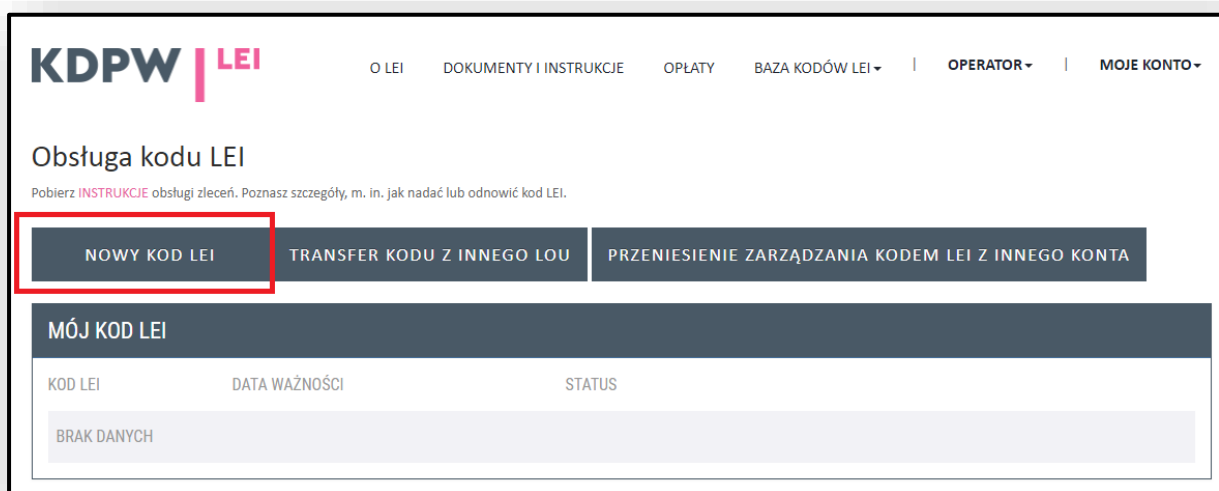 KDPW | LEI
O LEI DOKUMENTY I INSTRUKCJE OPŁATY BAZA KODÓW LEI | OPERATOR | MOJE KONTO
Obsługa kodu LEI
Pobierz INSTRUKCJE obsługi zleceń. Poznasz szczegóły, m. in. jak nadać lub odnowić kod LEI.
NOWY KOD LEI TRANSFER KODU Z INNEGO LOU PRZENIESIENIE ZARZĄDZANIA KODEM LEI Z INNEGO KONTA
MÓJ KOD LEI
KOD LEI DATA WAŻNOŚCI STATUS
BRAK DANYCH